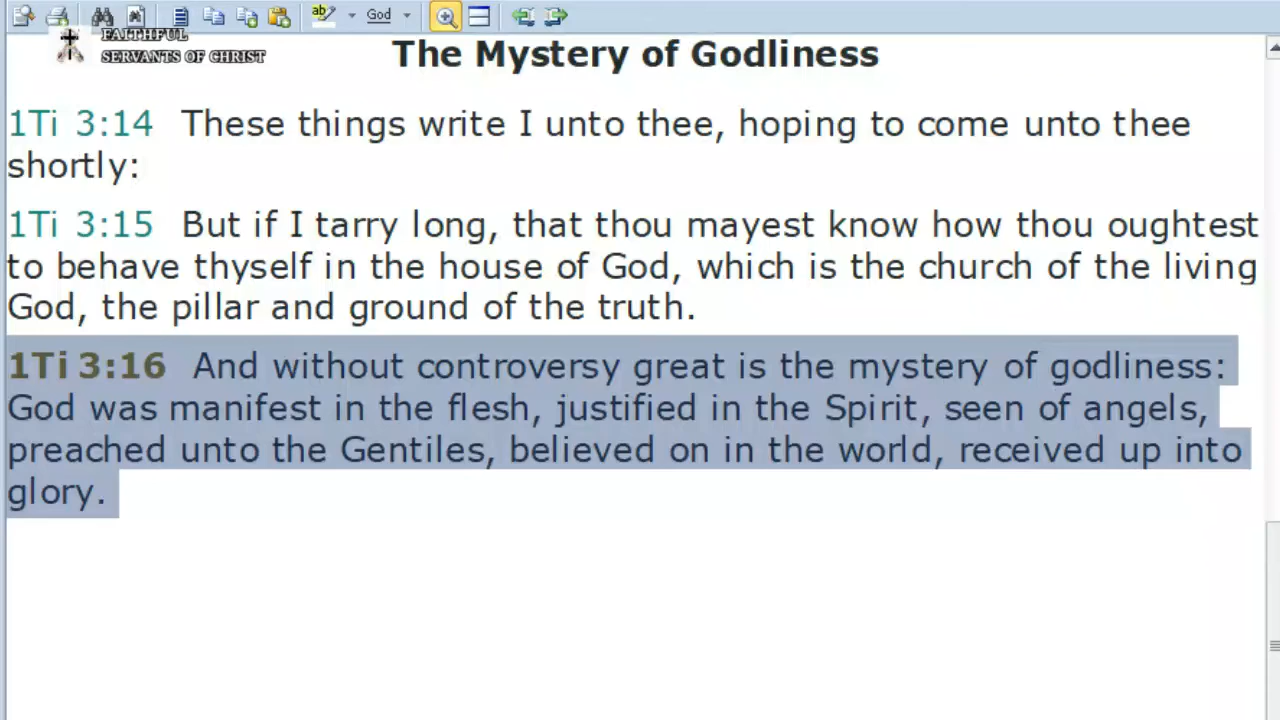 God
FAITHFUL
SERVANTS OF CHRIST
The Mystery of Godliness
1Ti 3:14 These things write I unto thee, hoping to come unto thee
shortly:
1Ti 3:15 But if I tarry long, that thou mayest know how thou oughtest
to behave thyself in the house of God, which is the church of the living
God, the pillar and ground of the truth.
1Ti 3:16 And without controversy great is the mystery of godliness:
God was manifest in the flesh, justified in the Spirit, seen of angels,
preached unto the Gentiles, believed on in the world, received up into
glory.